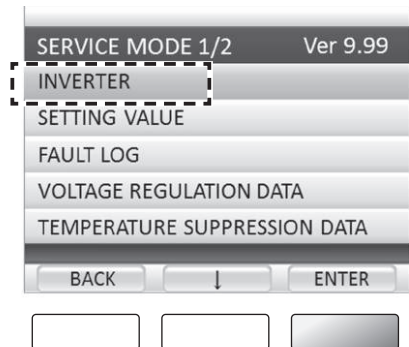 SERVICE MODE 1/2 Ver 9.99
INVERTER
SETTING VALUE
FAULT LOG
VOLTAGE REGULATION DATA
TEMPERATURE SUPPRESSION DATA
BACK ↓ ENTER